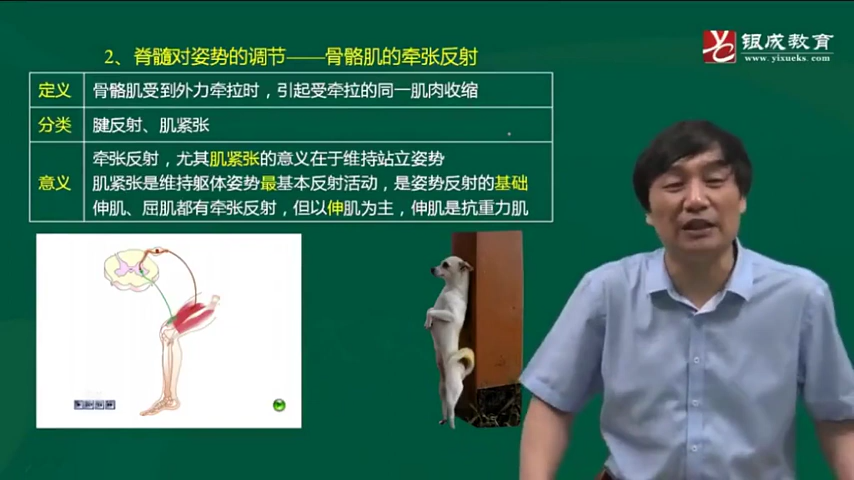 2、脊髓对姿势的调节——骨骼肌的牵张反射
银成教育
www.yixueks.com
定义 骨骼肌受到外力牵拉时，引起受牵拉的同一肌肉收缩
分类 腱反射、肌紧张
意义
牵张反射，尤其肌紧张的意义在于维持站立姿势
肌紧张是维持躯体姿势最基本反射活动，是姿势反射的基础
伸肌、屈肌都有牵张反射，但以伸肌为主，伸肌是抗重力肌